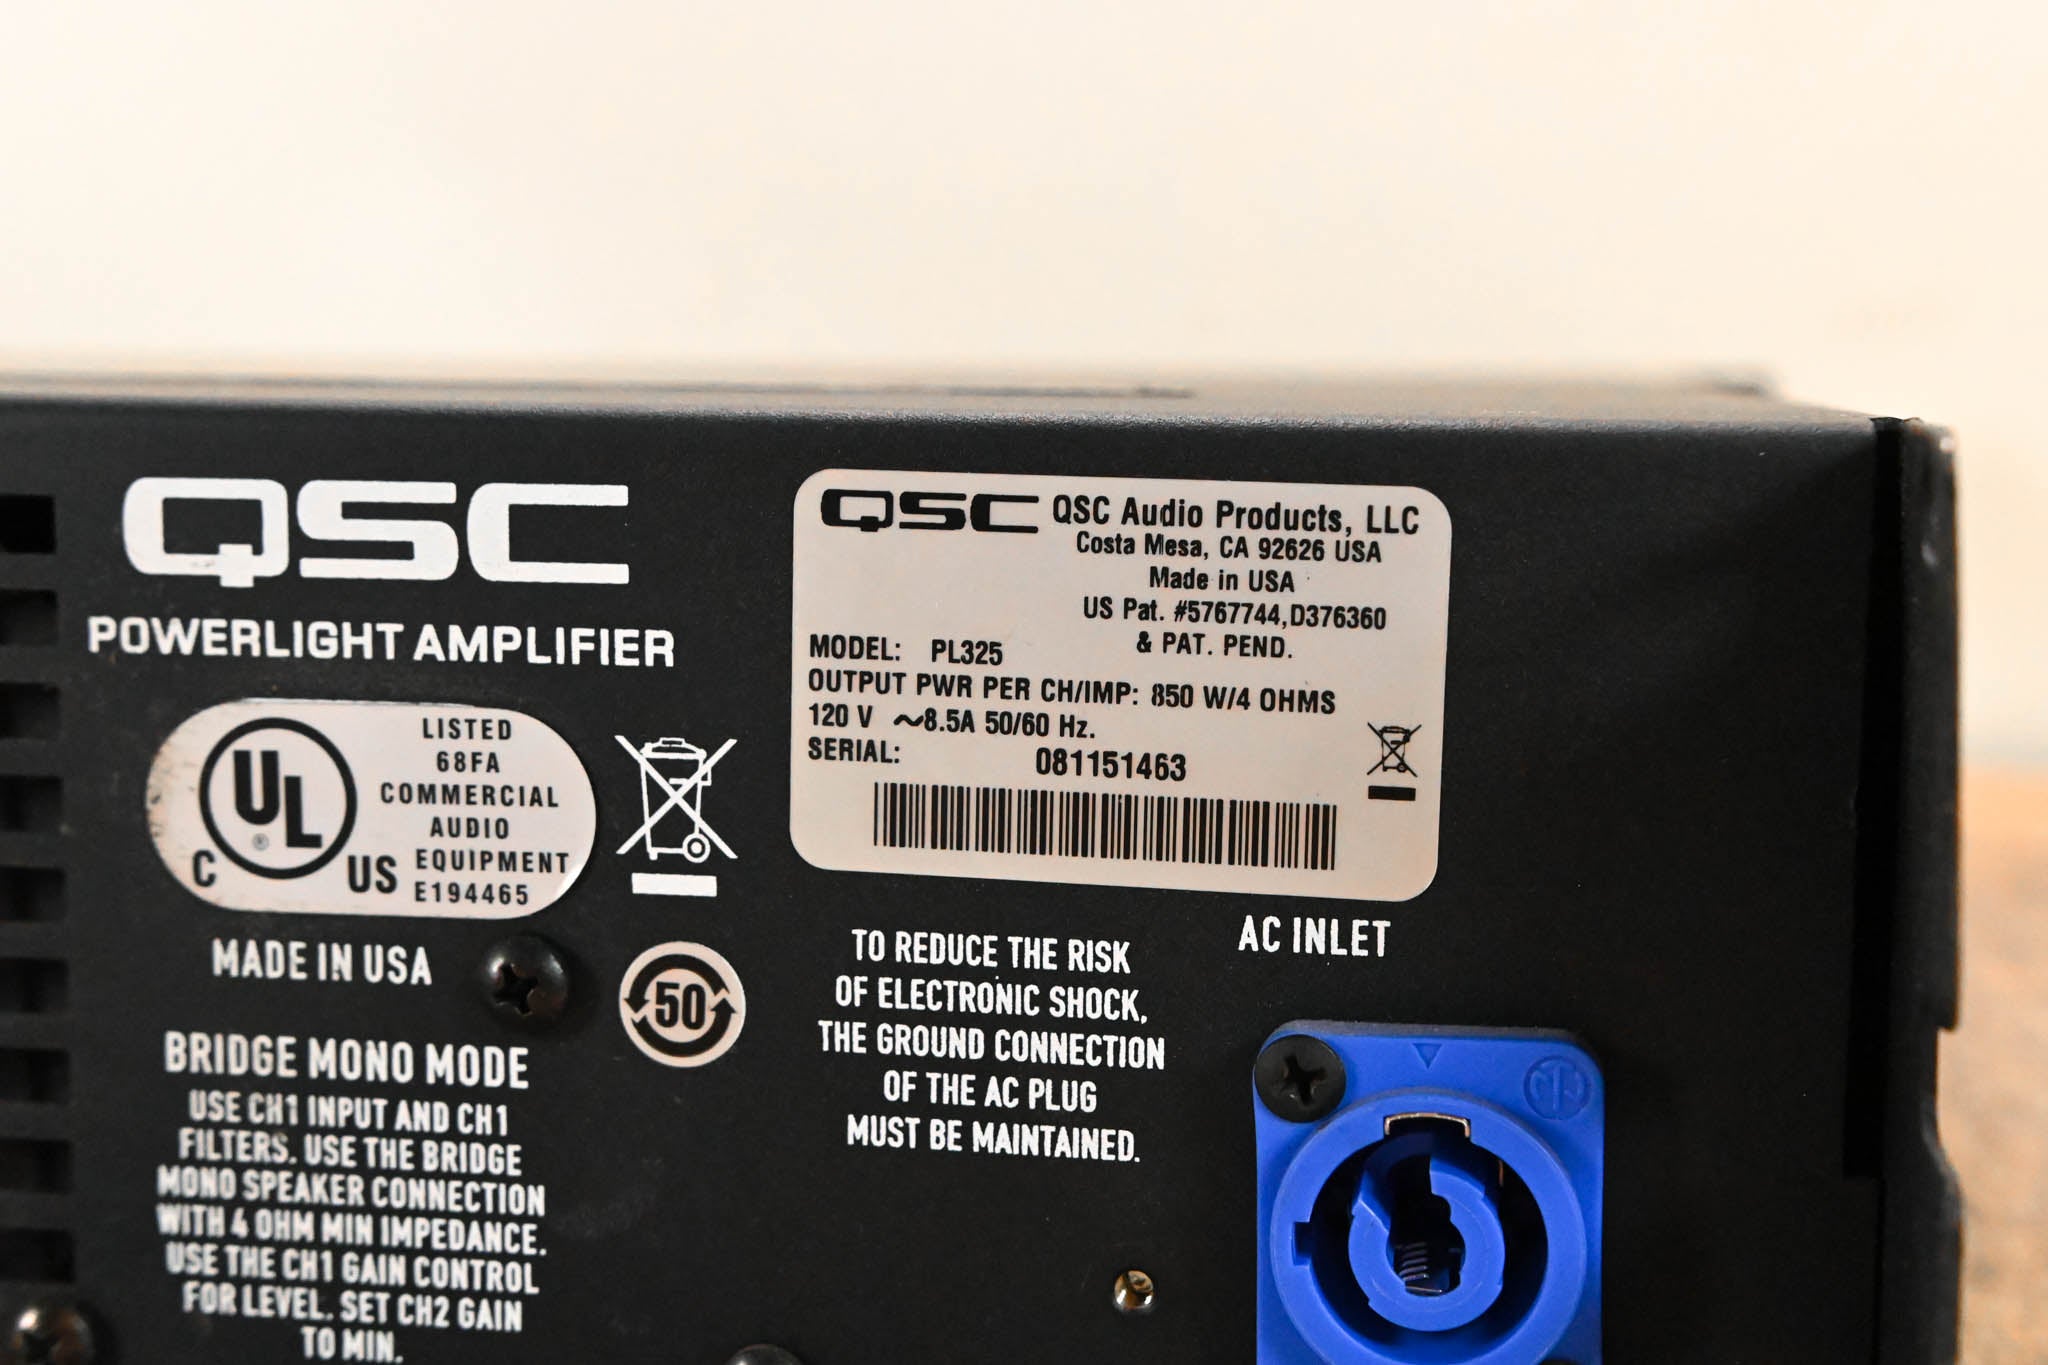 QSC
POWERLIGHT AMPLIFIER
UL
®
C
US
LISTED
68FA
COMMERCIAL
AUDIO
EQUIPMENT
E194465
MADE IN USA
50
BRIDGE MONO MODE
USE CH1 INPUT AND CH1
FILTERS. USE THE BRIDGE
MONO SPEAKER CONNECTION
WITH 4 OHM MIN IMPEDANCE.
USE THE CH1 GAIN CONTROL
FOR LEVEL. SET CH2 GAIN
TO MIN.
QSC QSC Audio Products, LLC
Costa Mesa, CA 92626 USA
Made in USA
US Pat. #5767744,D376360
& PAT. PEND.
MODEL: PL325
OUTPUT PWR PER CH/IMP: 850 W/4 OHMS
120 V ~8.5A 50/60 Hz.
SERIAL: 081151463
TO REDUCE THE RISK
OF ELECTRONIC SHOCK,
THE GROUND CONNECTION
OF THE AC PLUG
MUST BE MAINTAINED.
AC INLET